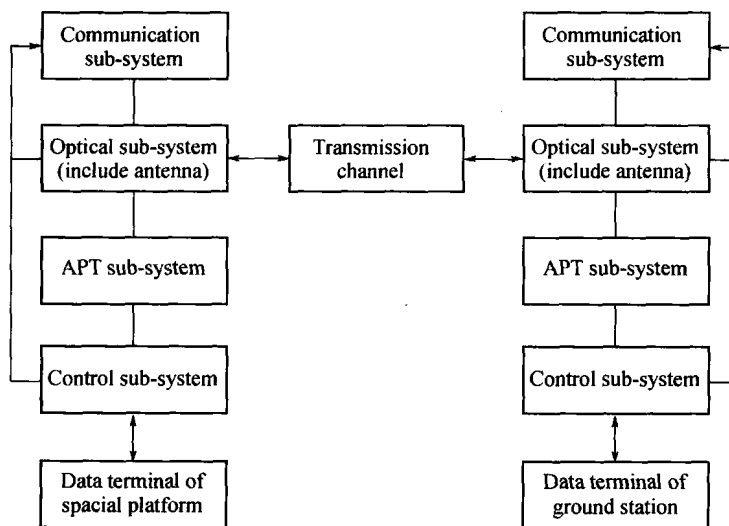 Communication
sub-system
Optical sub-system
(include antenna)
APT sub-system
Control sub-system
Data terminal of
spacial platform
Transmission
channel
Communication
sub-system
Optical sub-system
(include antenna)
APT sub-system
Control sub-system
Data terminal of
ground station